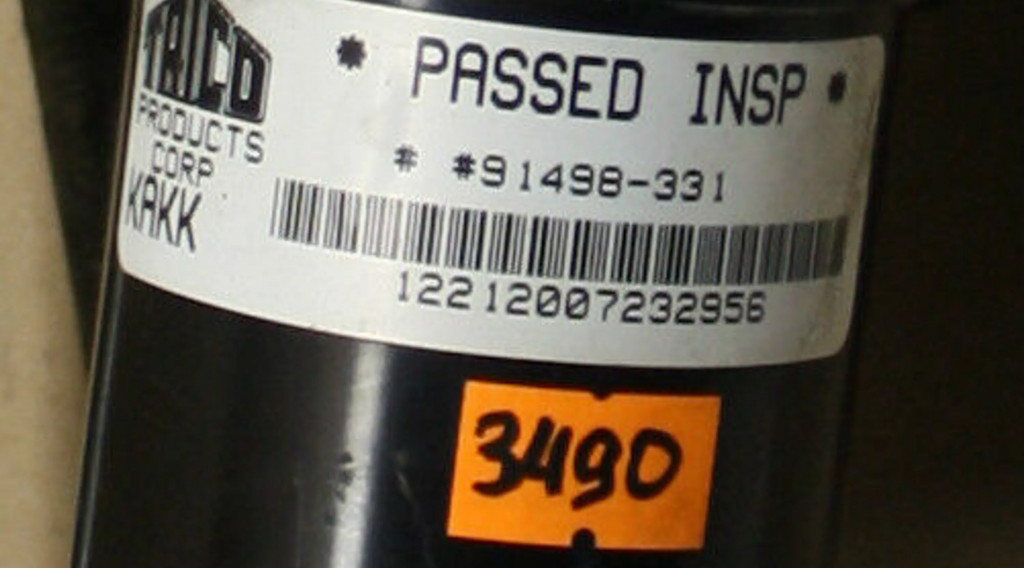 TRICO
PRODUCTS
CORP
KAKK
* PASSED INSP *
# #91498-331
12212007232956
3490